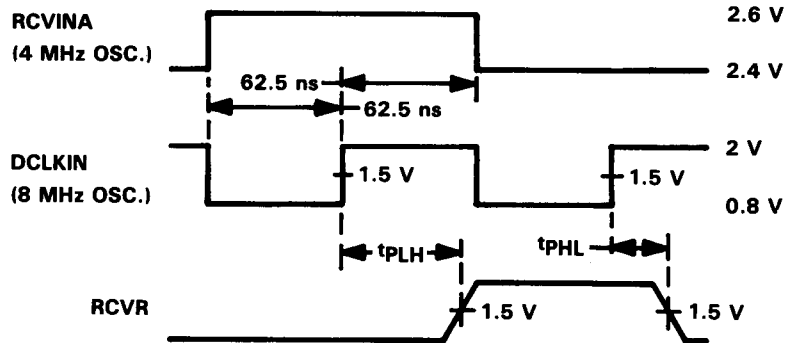 RCVINA
(4 MHz OSC.)
2.6 V
2.4 V
62.5 ns
62.5 ns
DCLKIN
(8 MHz OSC.)
2 V
1.5 V
1.5 V
0.8 V
tPLH
tPHL
RCVR
1.5 V
1.5 V